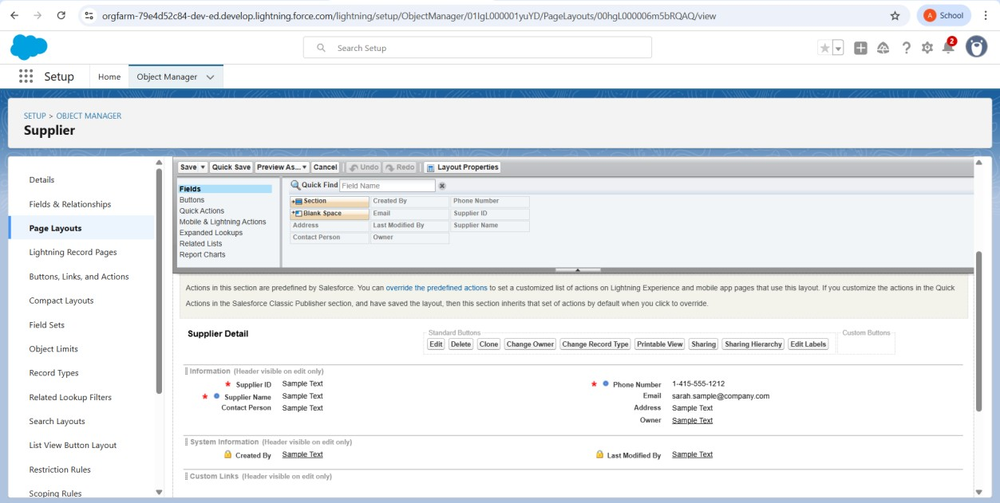 orgfarm-79e4d52c84-dev-ed.develop.lightning.force.com/lightning/setup/ObjectManager/01IgL000001yuYD/PageLayouts/00hgL000006m5bRQAQ/view
A School
Search Setup
2
Setup Home Object Manager
SETUP > OBJECT MANAGER
Supplier
Details
Fields & Relationships
Page Layouts
Lightning Record Pages
Buttons, Links, and Actions
Compact Layouts
Field Sets
Object Limits
Record Types
Related Lookup Filters
Search Layouts
List View Button Layout
Restriction Rules
Scoping Rules
Save Quick Save Preview As... Cancel Undo Redo Layout Properties
Fields
Buttons
Quick Actions
Mobile & Lightning Actions
Expanded Lookups
Related Lists
Report Charts
Quick Find Field Name
Section Created By Phone Number
Blank Space Email Supplier ID
Address Last Modified By Supplier Name
Contact Person Owner
Actions in this section are predefined by Salesforce. You can override the predefined actions to set a customized list of actions on Lightning Experience and mobile app pages that use this layout. If you customize the actions in the Quick
Actions in the Salesforce Classic Publisher section, and have saved the layout, then this section inherits that set of actions by default when you click to override.
Supplier Detail
Standard Buttons
Edit Delete Clone Change Owner Change Record Type Printable View Sharing Sharing Hierarchy Edit Labels
Custom Buttons
Information (Header visible on edit only)
Supplier ID Sample Text Phone Number 1-415-555-1212
Supplier Name Sample Text Email sarah.sample@company.com
Contact Person Sample Text Address Sample Text
Owner Sample Text
System Information (Header visible on edit only)
Created By Sample Text Last Modified By Sample Text
Custom Links (Header visible on edit only)